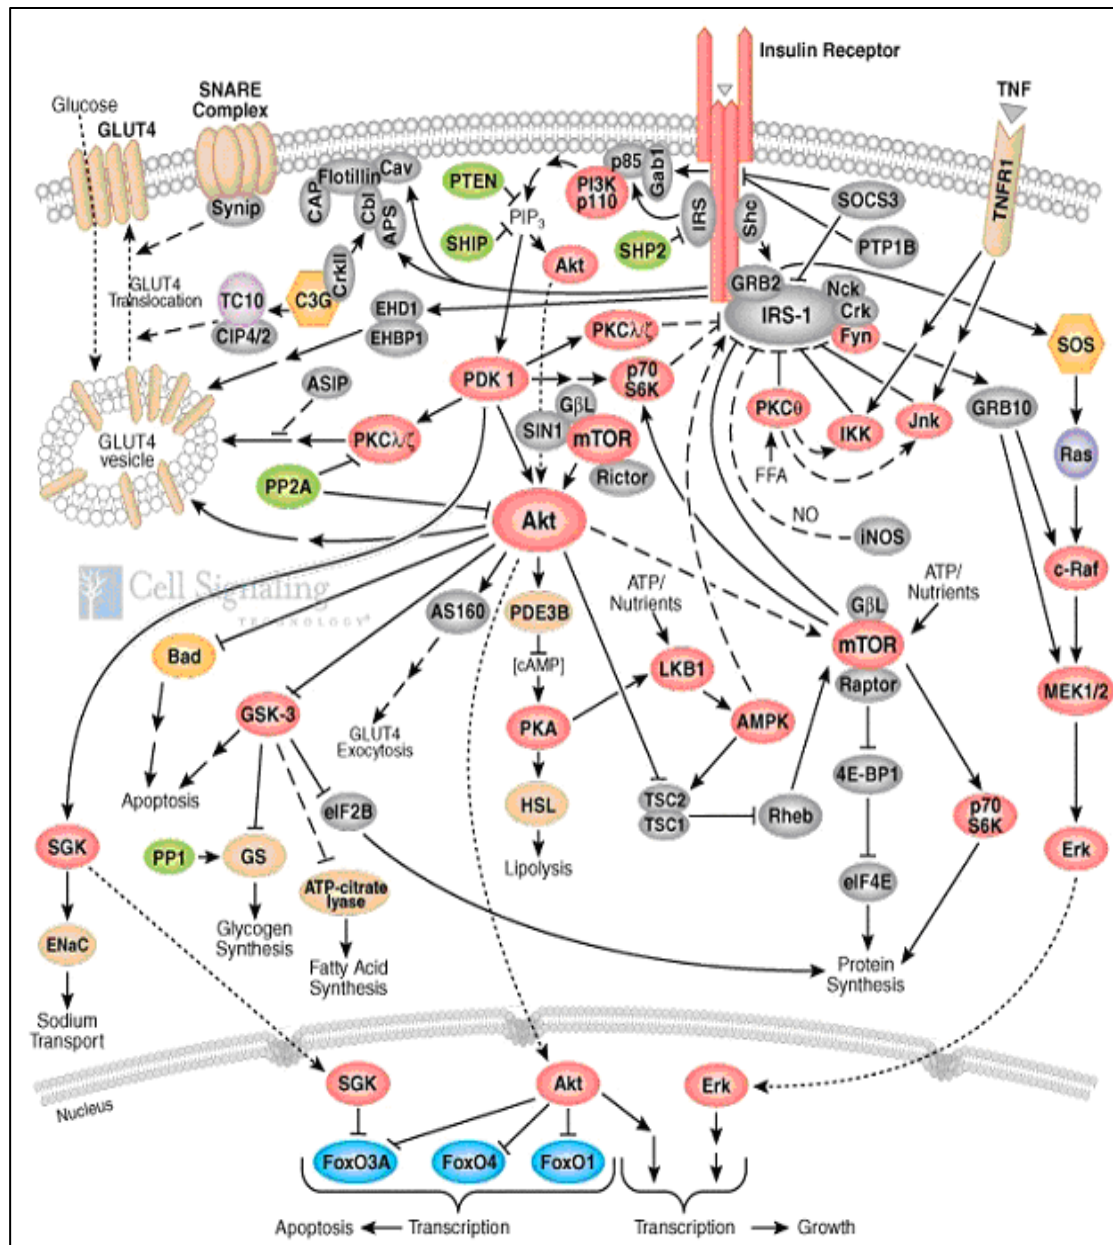 Insulin Receptor
SNARE
Complex
TNF
Glucose
GLUT4
TNFR1
Synip
CAP
Flotillin
Cav
Cbl
APS
CrkII
PTEN
PIP3
SHIP
Akt
PI3K
p110
p85
Gab1
IRS
SHP2
Shc
SOCS3
PTP1B
GRB2
IRS-1
Nck
Crk
Fyn
SOS
GLUT4
Translocation
TC10
CIP4/2
C3G
EHD1
EHBP1
PKCλ/ζ
p70
S6K
PDK 1
ASIP
GLUT4
vesicle
PKCλ/ζ
PP2A
SIN1
GβL
mTOR
Rictor
PKCθ
FFA
IKK
Jnk
GRB10
Ras
NO
iNOS
c-Raf
Akt
Cell Signaling
TECHNOLOGY®
AS160
PDE3B
[cAMP]
ATP/
Nutrients
LKB1
GβL
mTOR
Raptor
ATP/
Nutrients
MEK1/2
Bad
GSK-3
GLUT4
Exocytosis
PKA
AMPK
4E-BP1
Apoptosis
eIF2B
HSL
TSC2
TSC1
Rheb
p70
S6K
Erk
SGK
PP1
GS
Lipolysis
eIF4E
ATP-citrate
lyase
ENaC
Glycogen
Synthesis
Fatty Acid
Synthesis
Protein
Synthesis
Sodium
Transport
Nucleus
SGK
Akt
Erk
FoxO3A
FoxO4
FoxO1
Apoptosis
Transcription
Transcription
Growth